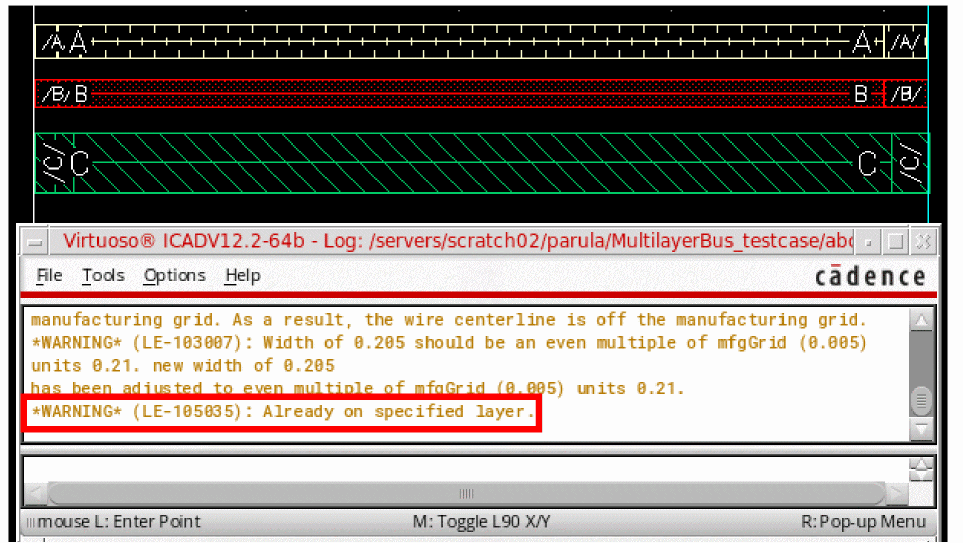 /A/ A A /A/
/B/ B B /B/
/C/ C C /C/
Virtuoso® ICADV12.2-64b - Log: /servers/scratch02/parula/MultilayerBus_testcase/abc
File Tools Options Help cādence
manufacturing grid. As a result, the wire centerline is off the manufacturing grid.
*WARNING* (LE-103007): Width of 0.205 should be an even multiple of mfgGrid (0.005)
units 0.21. new width of 0.205
has been adjusted to even multiple of mfgGrid (0.005) units 0.21.
*WARNING* (LE-105035): Already on specified layer.
mouse L: Enter Point M: Toggle L90 X/Y R: Pop-up Menu